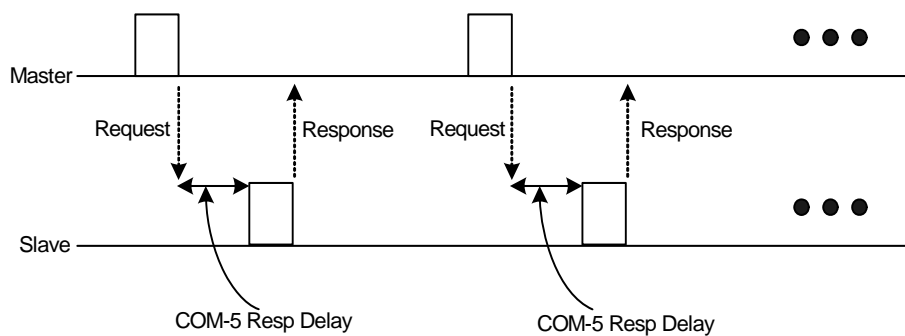 Master
Request
Response
Request
Response
Slave
COM-5 Resp Delay
COM-5 Resp Delay